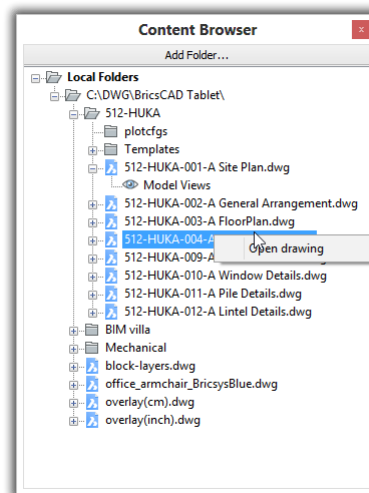 Content Browser
x
Add Folder...
Local Folders
C:\DWG\BricsCAD Tablet\
512-HUKA
plotcfgs
Templates
512-HUKA-001-A Site Plan.dwg
Model Views
512-HUKA-002-A General Arrangement.dwg
512-HUKA-003-A FloorPlan.dwg
512-HUKA-004-A
Open drawing
512-HUKA-009-A
512-HUKA-010-A Window Details.dwg
512-HUKA-011-A Pile Details.dwg
512-HUKA-012-A Lintel Details.dwg
BIM villa
Mechanical
block-layers.dwg
office_armchair_BricsysBlue.dwg
overlay(cm).dwg
overlay(inch).dwg